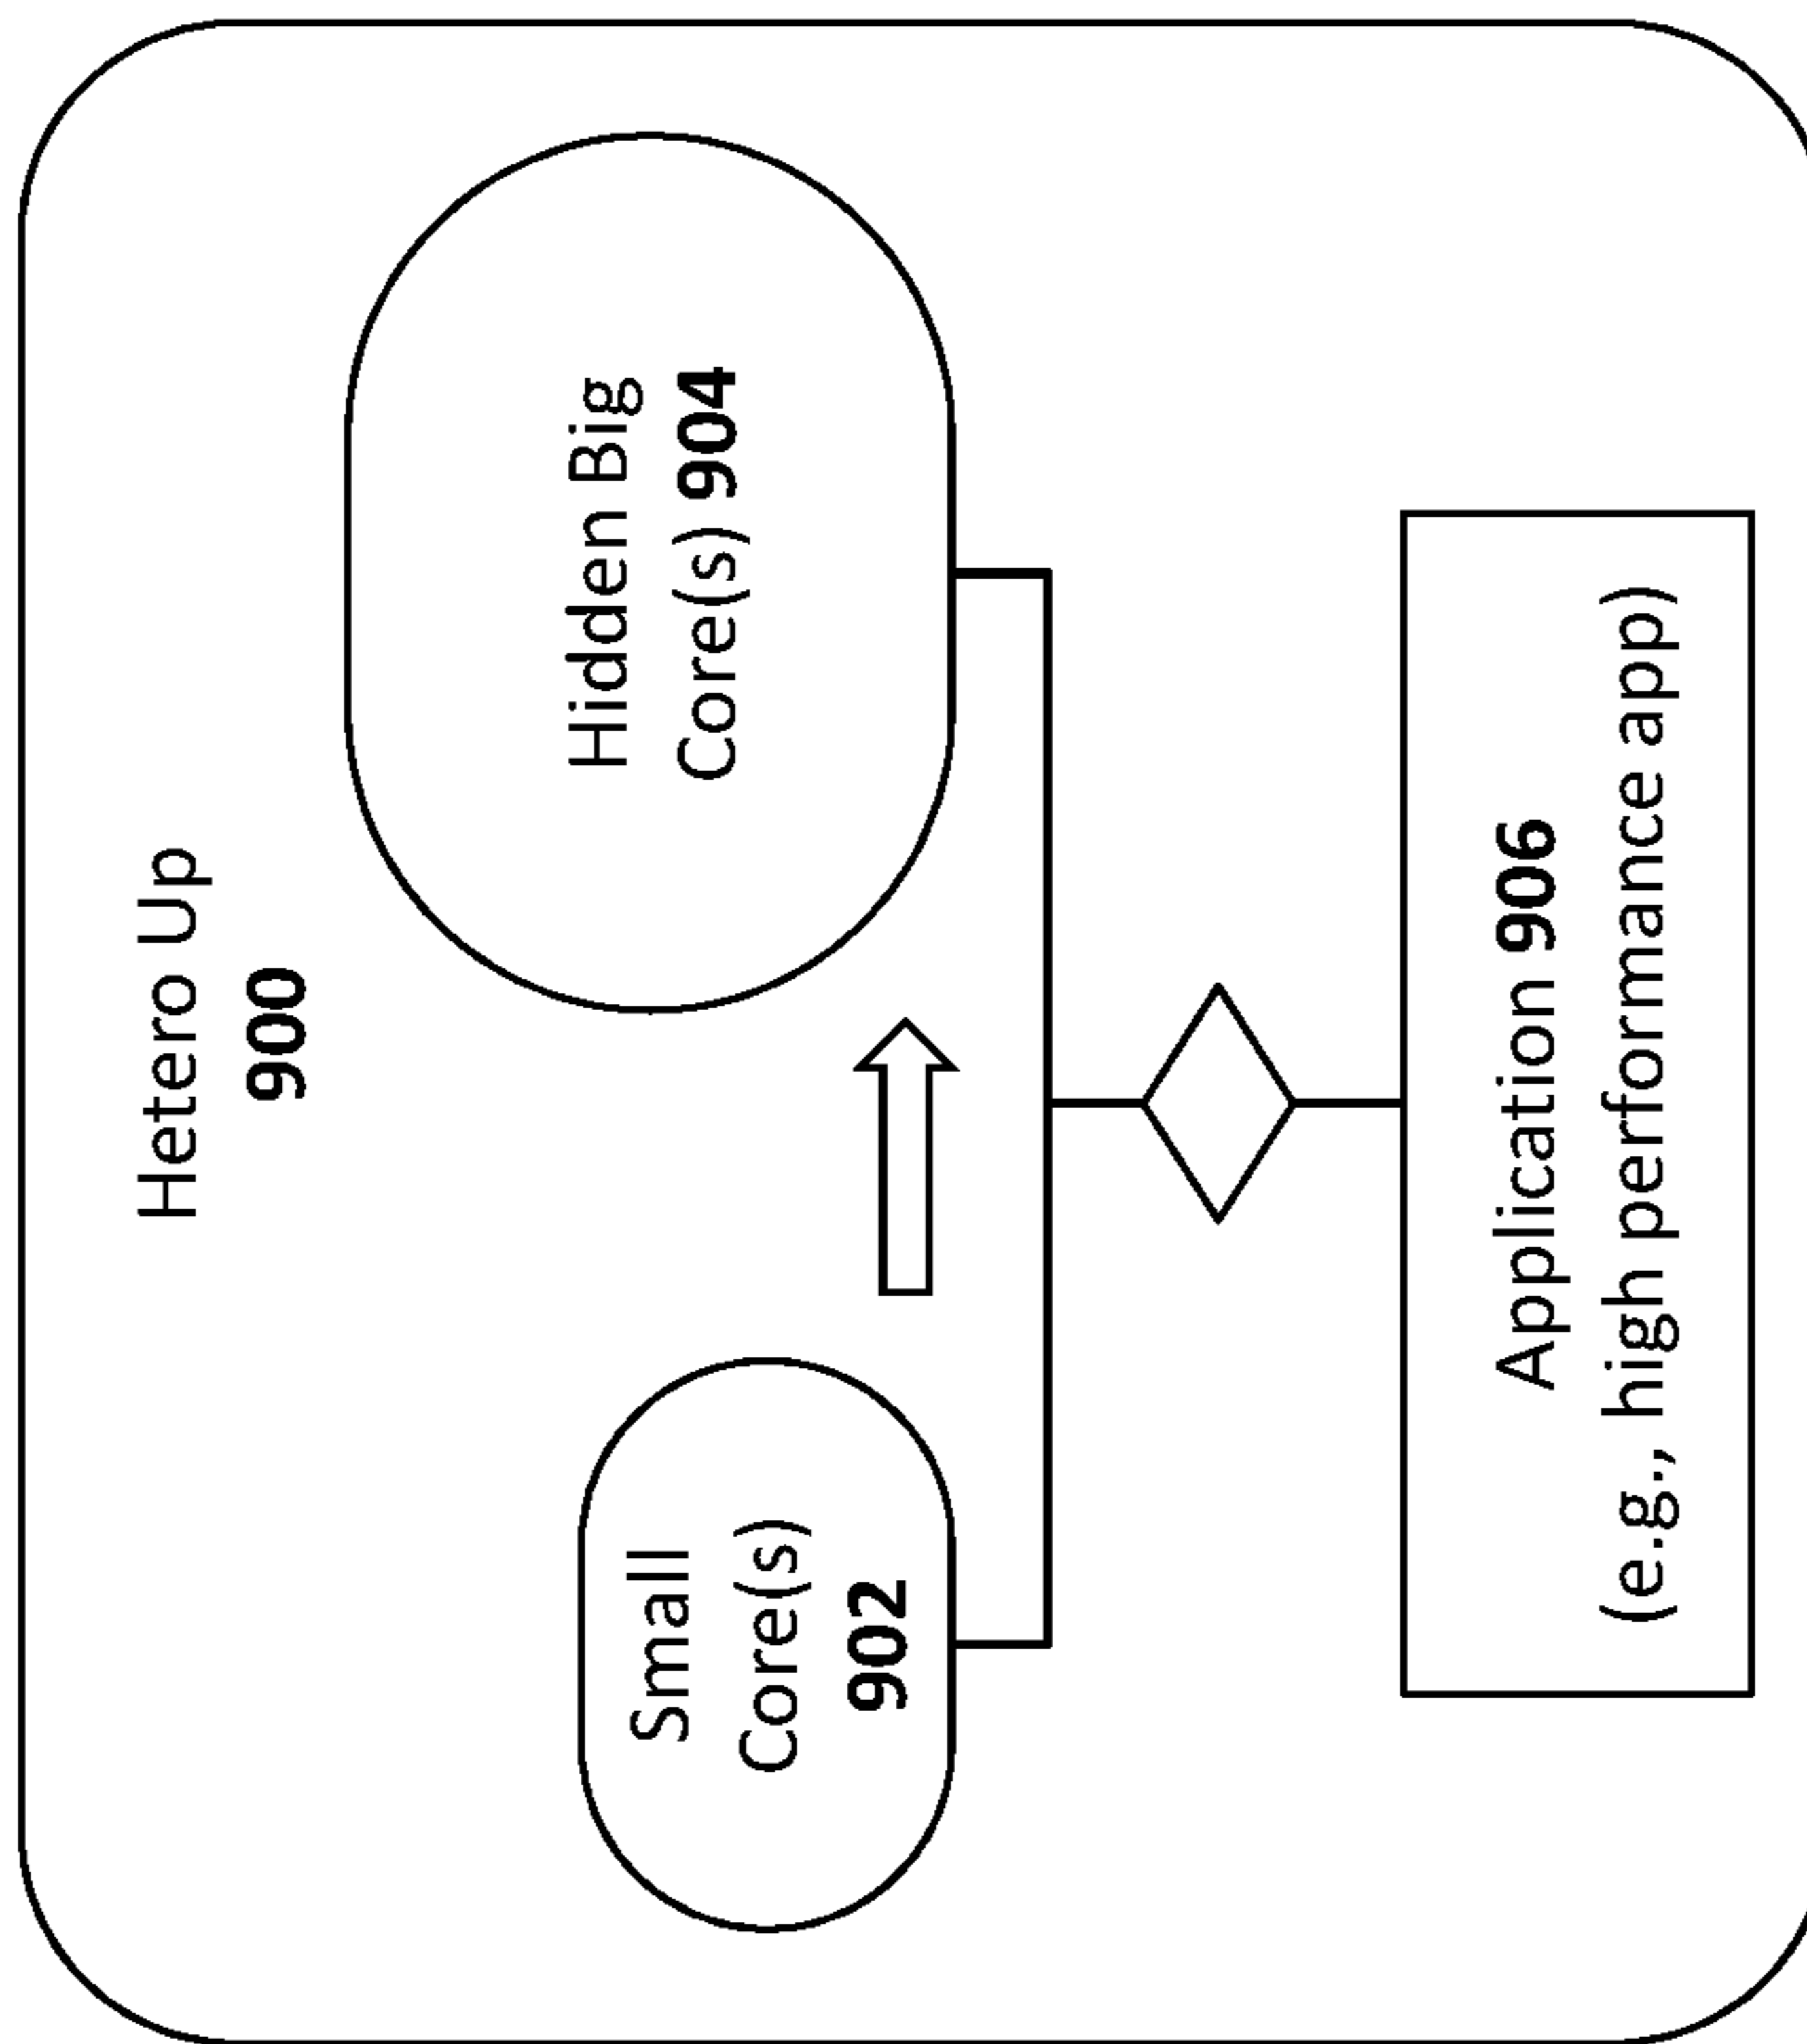 Hetero Up
900
Small
Core(s)
902
Hidden Big
Core(s) 904
Application 906
(e.g., high performance app)